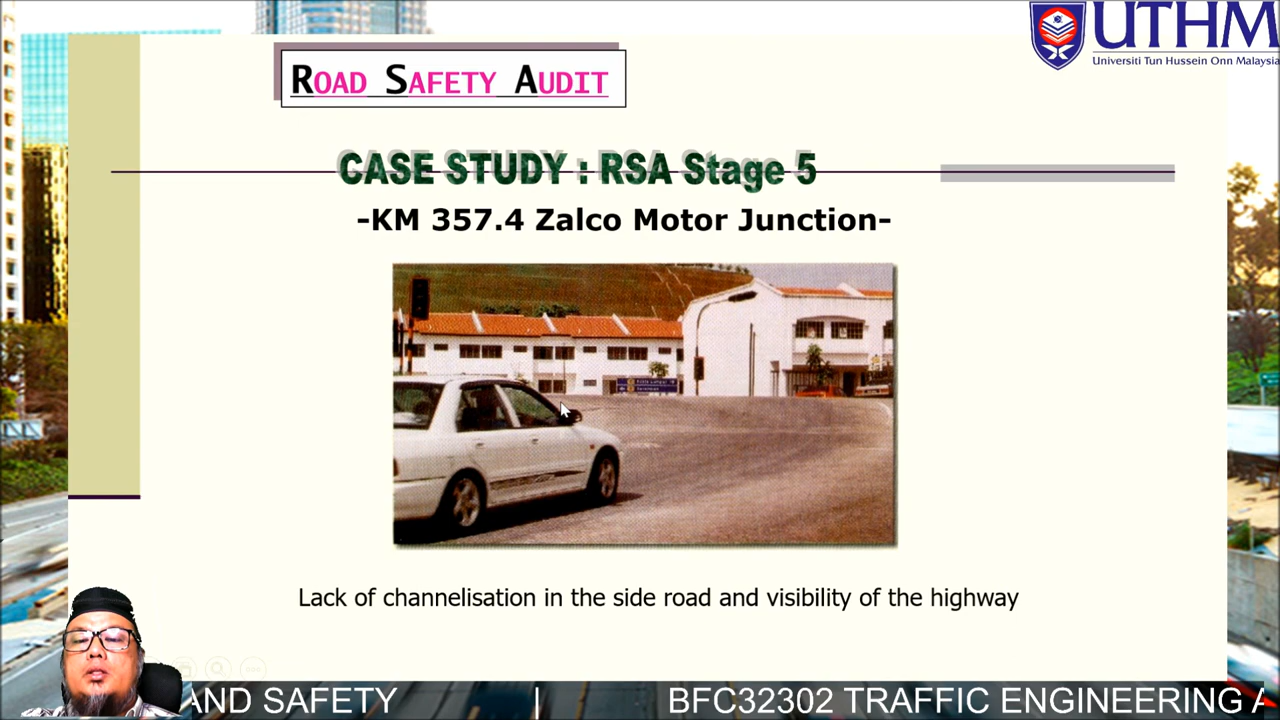 UTHM
Universiti Tun Hussein Onn Malaysia
ROAD SAFETY AUDIT
CASE STUDY : RSA Stage 5
-KM 357.4 Zalco Motor Junction-
Lack of channelisation in the side road and visibility of the highway
AND SAFETY | BFC32302 TRAFFIC ENGINEERING A